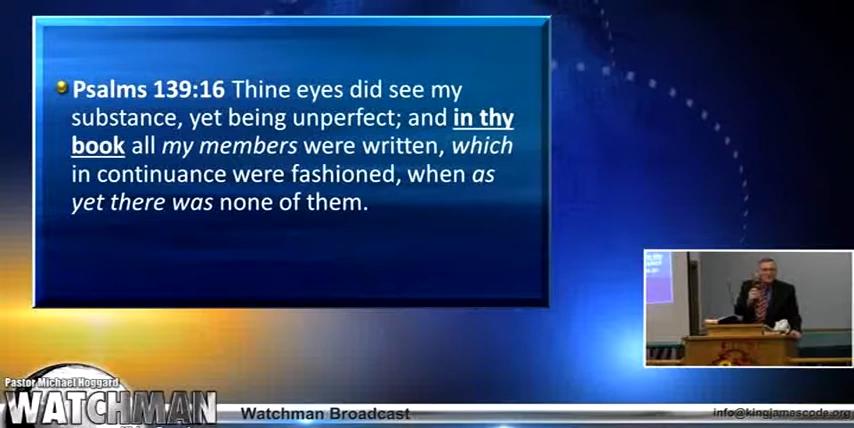 Psalms 139:16 Thine eyes did see my
substance, yet being unperfect; and in thy
book all my members were written, which
in continuance were fashioned, when as
yet there was none of them.
Pastor Michael Hoggard
WATCHMAN
Watchman Broadcast
info@kingjamescode.org